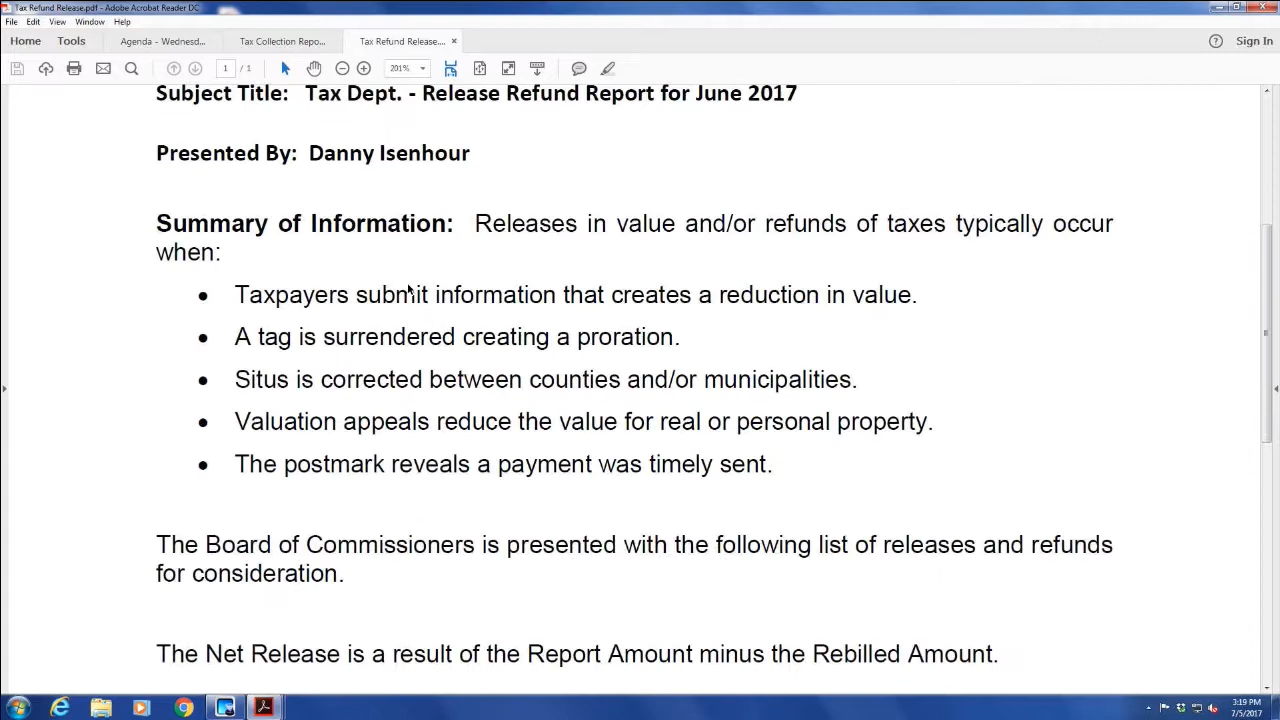 Tax Refund Release.pdf - Adobe Acrobat Reader DC
File Edit View Window Help
Home Tools Agenda - Wednesd... Tax Collection Repo... Tax Refund Release.... × ? Sign In
1 / 1 201%
Subject Title: Tax Dept. - Release Refund Report for June 2017
Presented By: Danny Isenhour
Summary of Information: Releases in value and/or refunds of taxes typically occur
when:
• Taxpayers submit information that creates a reduction in value.
• A tag is surrendered creating a proration.
• Situs is corrected between counties and/or municipalities.
• Valuation appeals reduce the value for real or personal property.
• The postmark reveals a payment was timely sent.
The Board of Commissioners is presented with the following list of releases and refunds
for consideration.
The Net Release is a result of the Report Amount minus the Rebilled Amount.
3:19 PM
7/5/2017